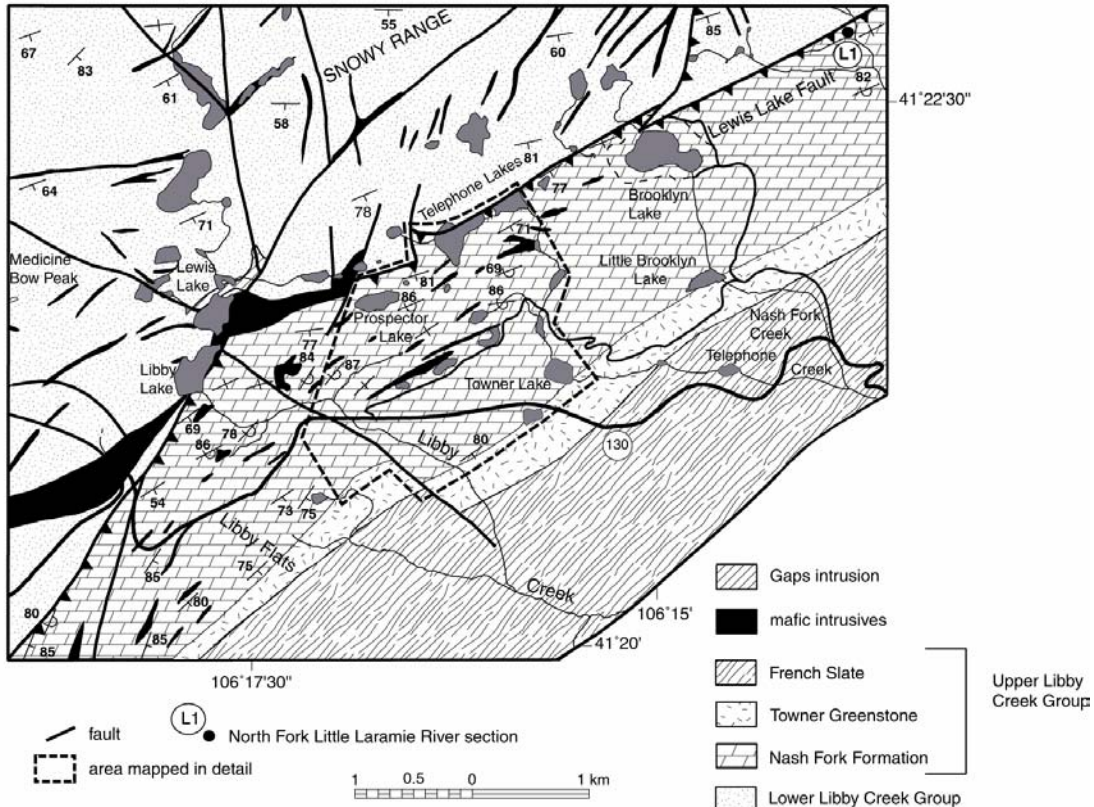 55
67
83
61
58
SNOWY RANGE
60
85
L1
82
41°22'30"
Lewis Lake Fault
64
71
78
Telephone Lakes
81
77
Brooklyn
Lake
Medicine
Bow Peak
Lewis
Lake
71
69
86
81
86
Little Brooklyn
Lake
Prospector
Lake
Nash Fork
Creek
Telephone
Creek
77
84
87
Libby
Lake
Towner Lake
69
86
78
Libby
80
130
54
73
75
Libby Flats
85
75
80
Creek
106°15'
41°20'
80
85
85
106°17'30"
Gaps intrusion
mafic intrusives
French Slate
Towner Greenstone
Nash Fork Formation
Lower Libby Creek Group
Upper Libby
Creek Group
fault
L1
North Fork Little Laramie River section
area mapped in detail
1 0.5 0 1 km